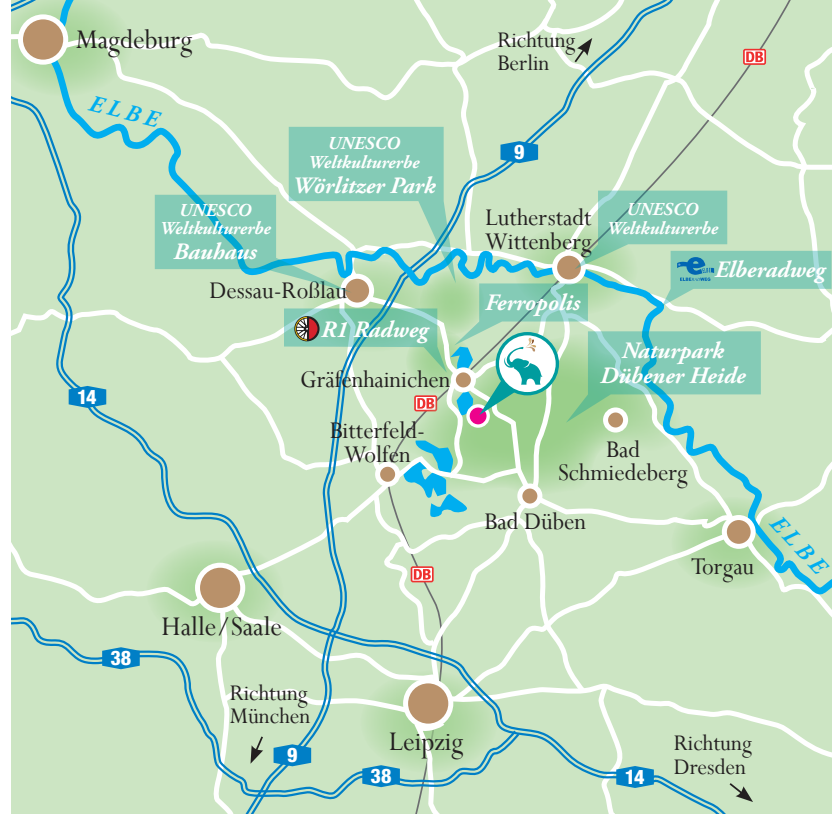 Magdeburg
Richtung
Berlin
DB
ELBE
9
UNESCO
Weltkulturerbe
Wörlitzer Park
UNESCO
Weltkulturerbe
Bauhaus
Lutherstadt
Wittenberg
UNESCO
Weltkulturerbe
Elberadweg
Dessau-Roßlau
Ferropolis
R1 Radweg
Naturpark
Dübener Heide
Gräfenhainichen
14
DB
Bitterfeld-
Wolfen
Bad
Schmiedeberg
Bad Düben
ELBE
Torgau
DB
Halle/Saale
38
Richtung
München
Leipzig
9
38
14
Richtung
Dresden